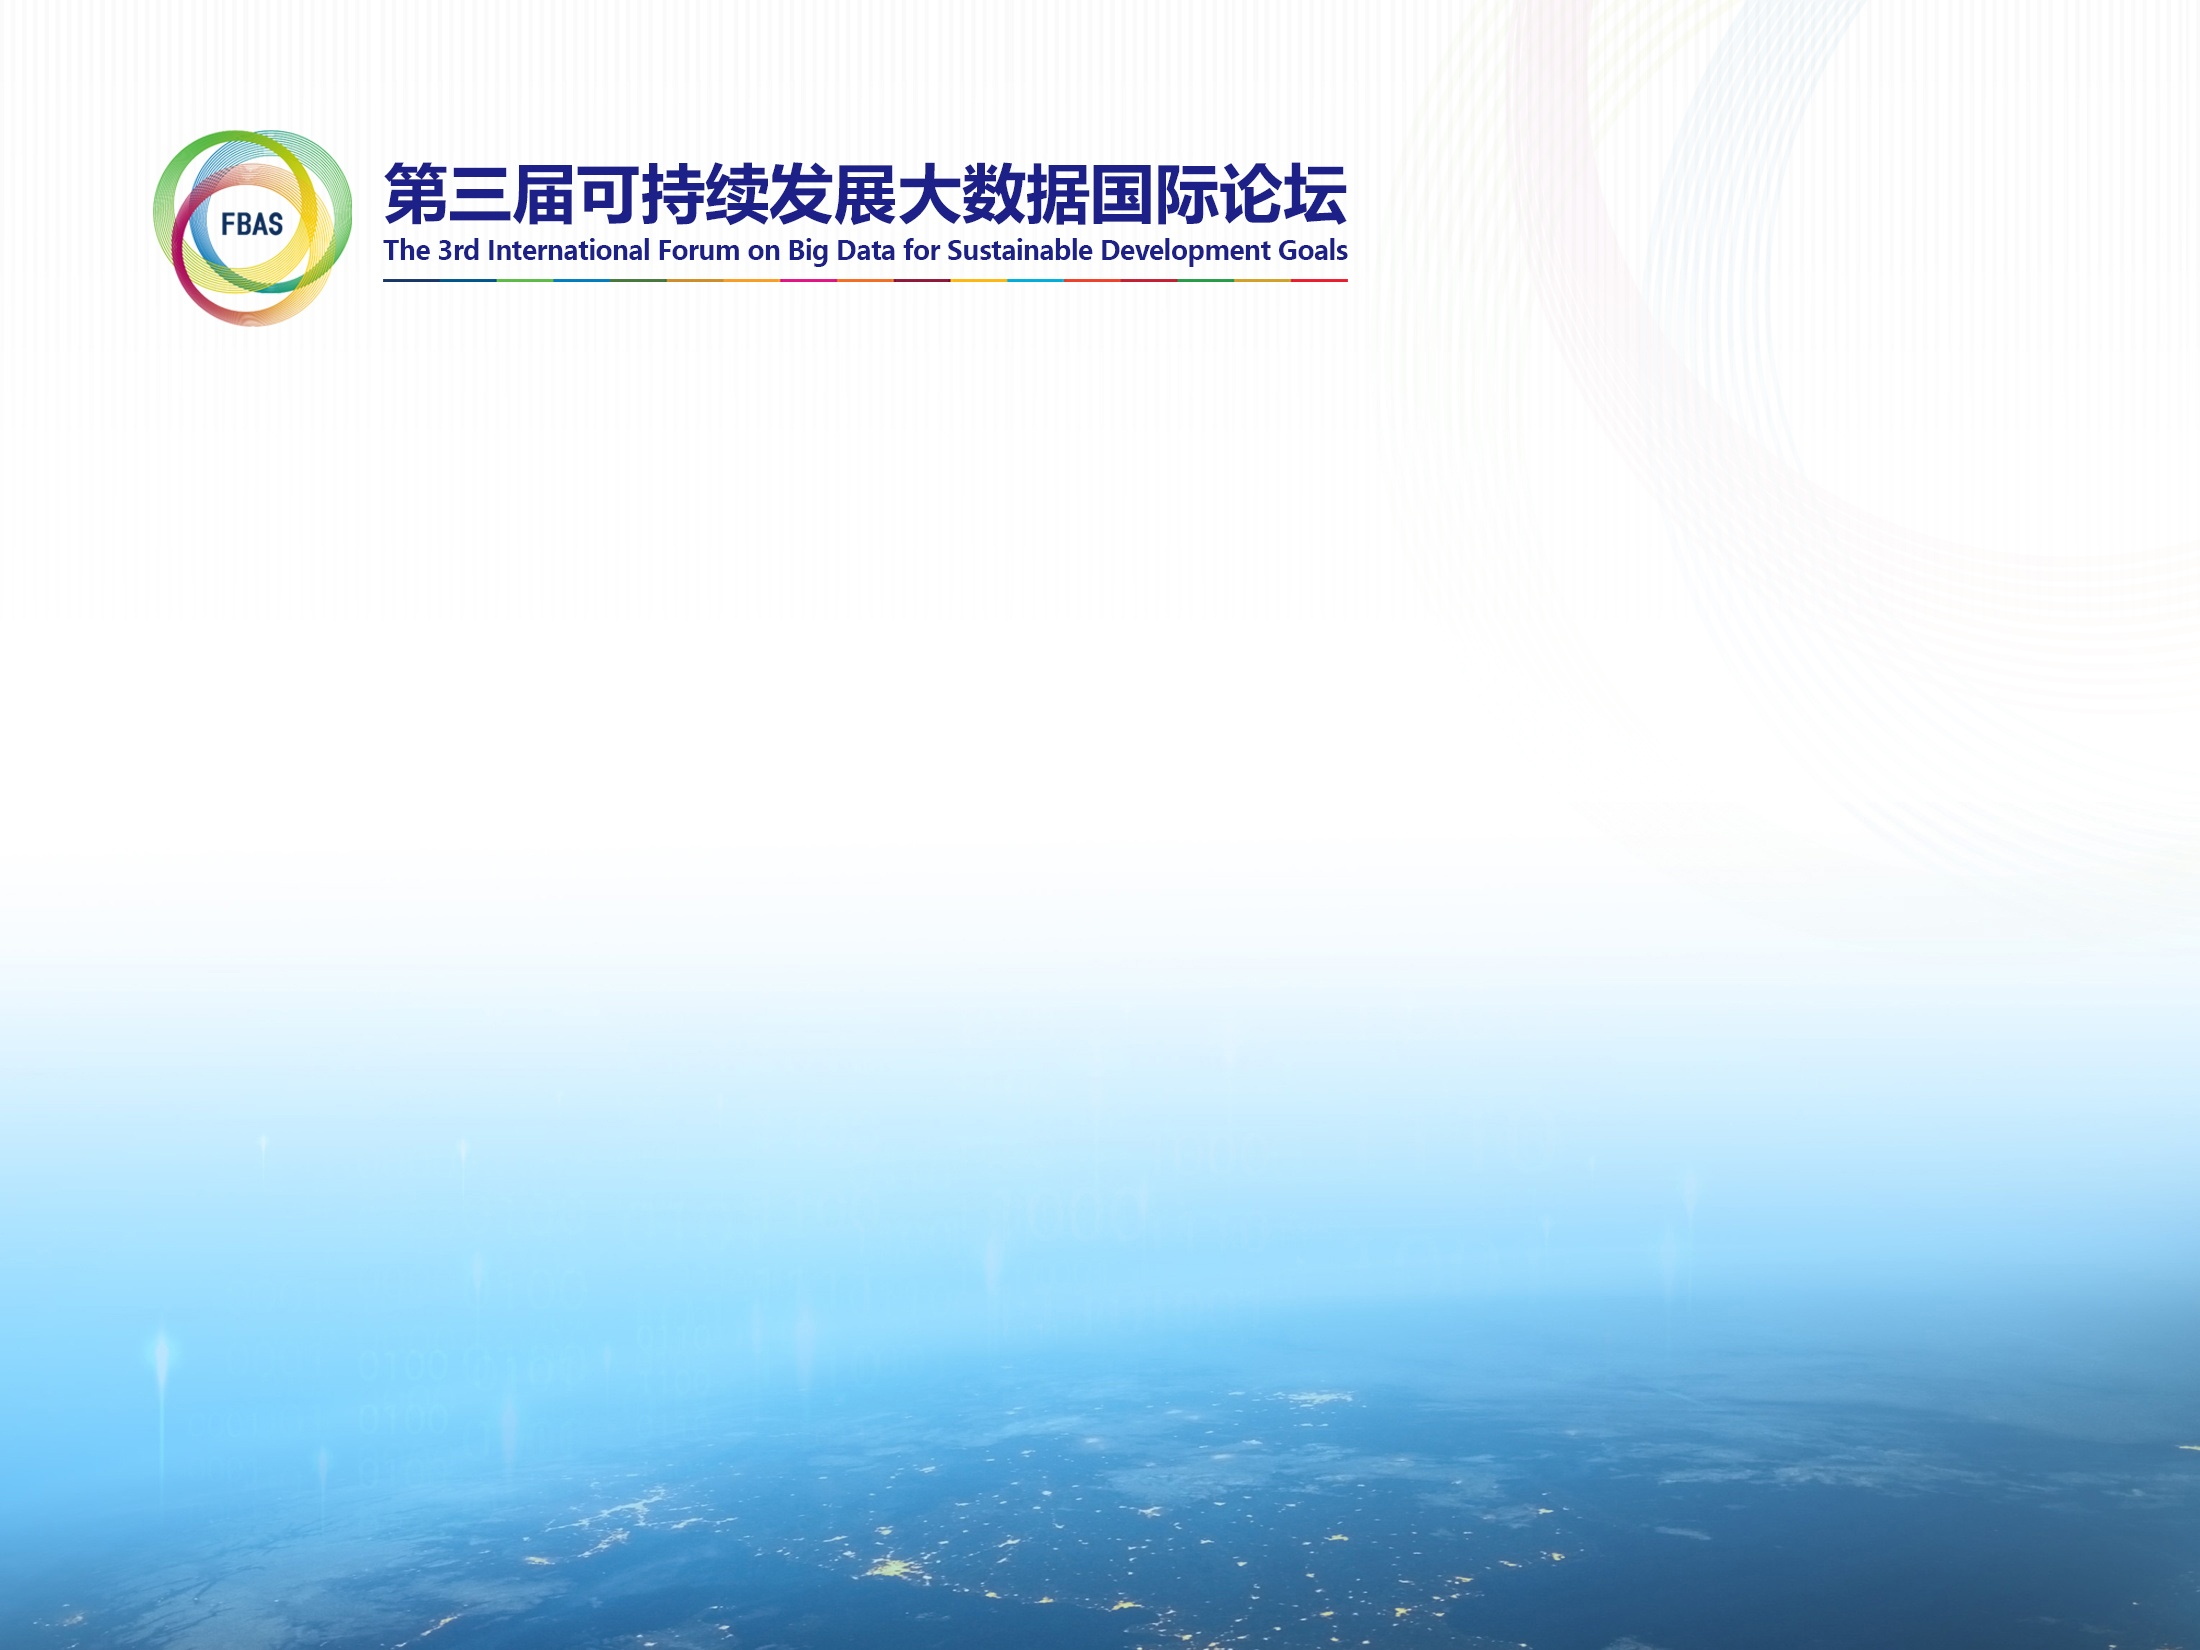 FBAS
第三届可持续发展大数据国际论坛
The 3rd International Forum on Big Data for Sustainable Development Goals